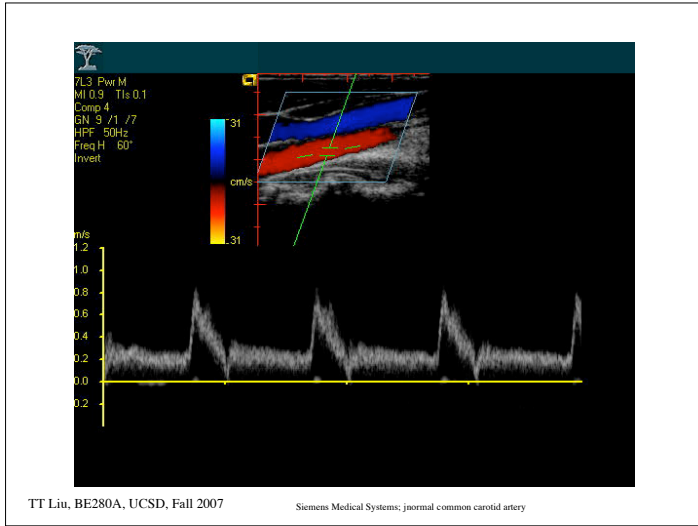 7L3 Pwr M
MI 0.9 TIs 0.1
Comp 4
GN 9 /1 /7
HPF 50Hz
Freq H 60°
Invert
31
cm/s
31
m/s
1.2
1.0
0.8
0.6
0.4
0.2
0.0
0.2
TT Liu, BE280A, UCSD, Fall 2007
Siemens Medical Systems; jnormal common carotid artery